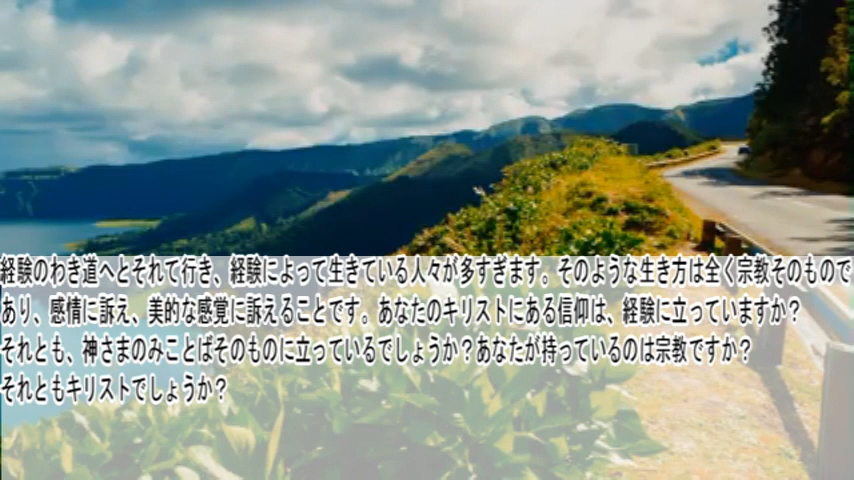 経験のわき道へとそれて行き、経験によって生きている人々が多すぎます。そのような生き方は全く宗教そのもので
あり、感情に訴え、美的な感覚に訴えることです。あなたのキリストにある信仰は、経験に立っていますか？
それとも、神さまのみことばそのものに立っているでしょうか？あなたが持っているのは宗教ですか？
それともキリストでしょうか？